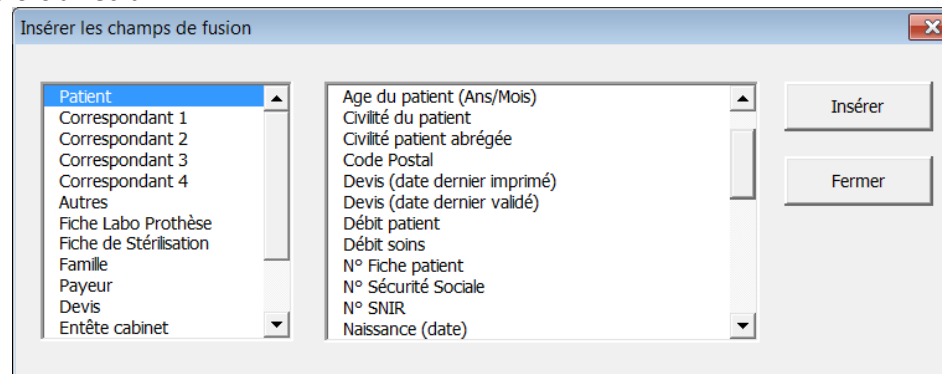 Insérer les champs de fusion
Patient
Correspondant 1
Correspondant 2
Correspondant 3
Correspondant 4
Autres
Fiche Labo Prothèse
Fiche de Stérilisation
Famille
Payeur
Devis
Entête cabinet
Age du patient (Ans/Mois)
Civilité du patient
Civilité patient abrégée
Code Postal
Devis (date dernier imprimé)
Devis (date dernier validé)
Débit patient
Débit soins
N° Fiche patient
N° Sécurité Sociale
N° SNIR
Naissance (date)
Insérer
Fermer